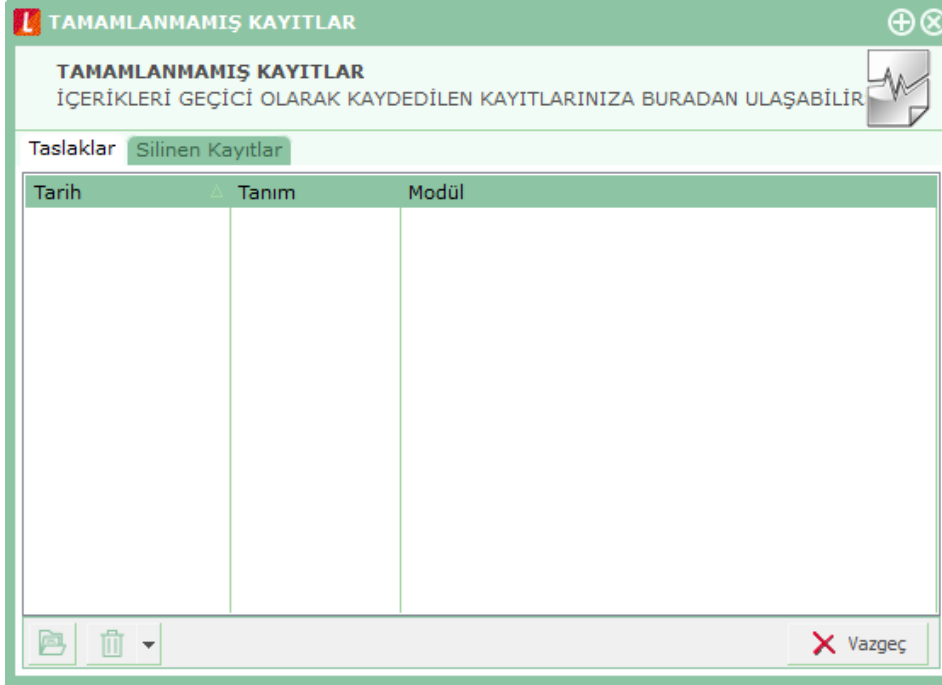 TAMAMLANMAMIŞ KAYITLAR
TAMAMLANMAMIŞ KAYITLAR
İÇERİKLERİ GEÇİCİ OLARAK KAYDEDİLEN KAYITLARINIZA BURADAN ULAŞABİLİR
Taslaklar Silinen Kayıtlar
Tarih Tanım Modül
Vazgeç